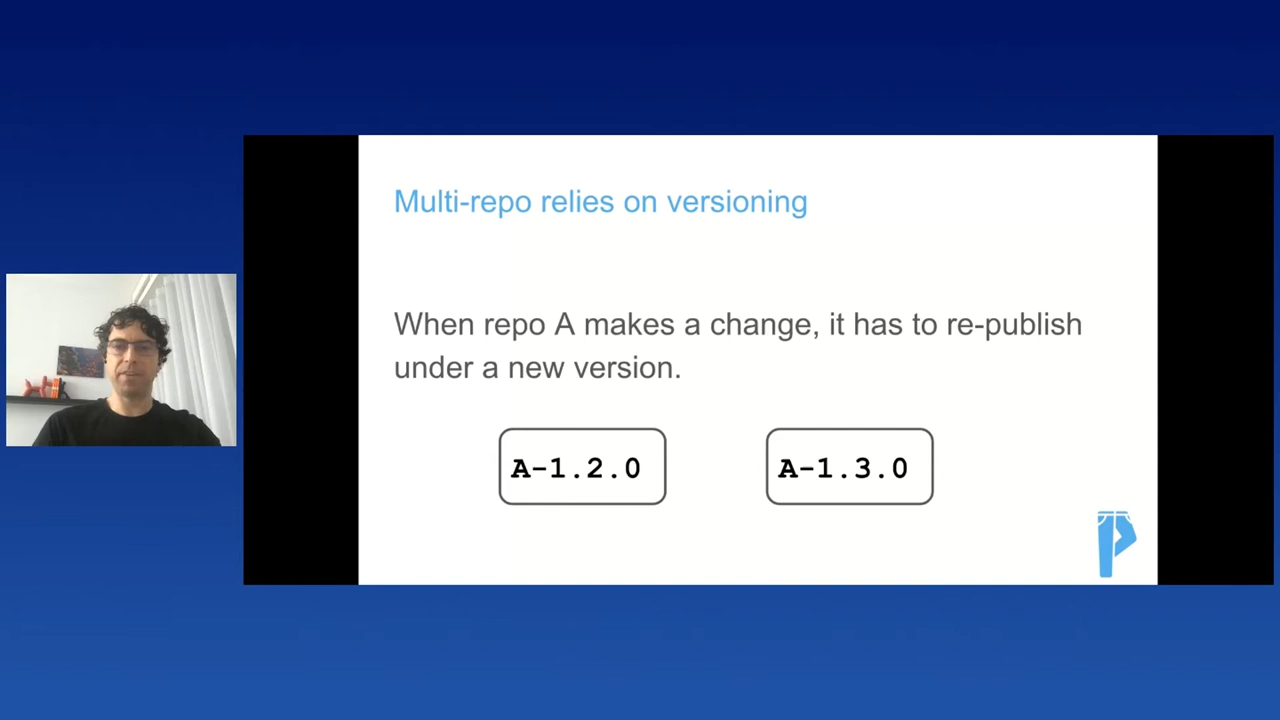 Multi-repo relies on versioning
When repo A makes a change, it has to re-publish
under a new version.
A-1.2.0
A-1.3.0